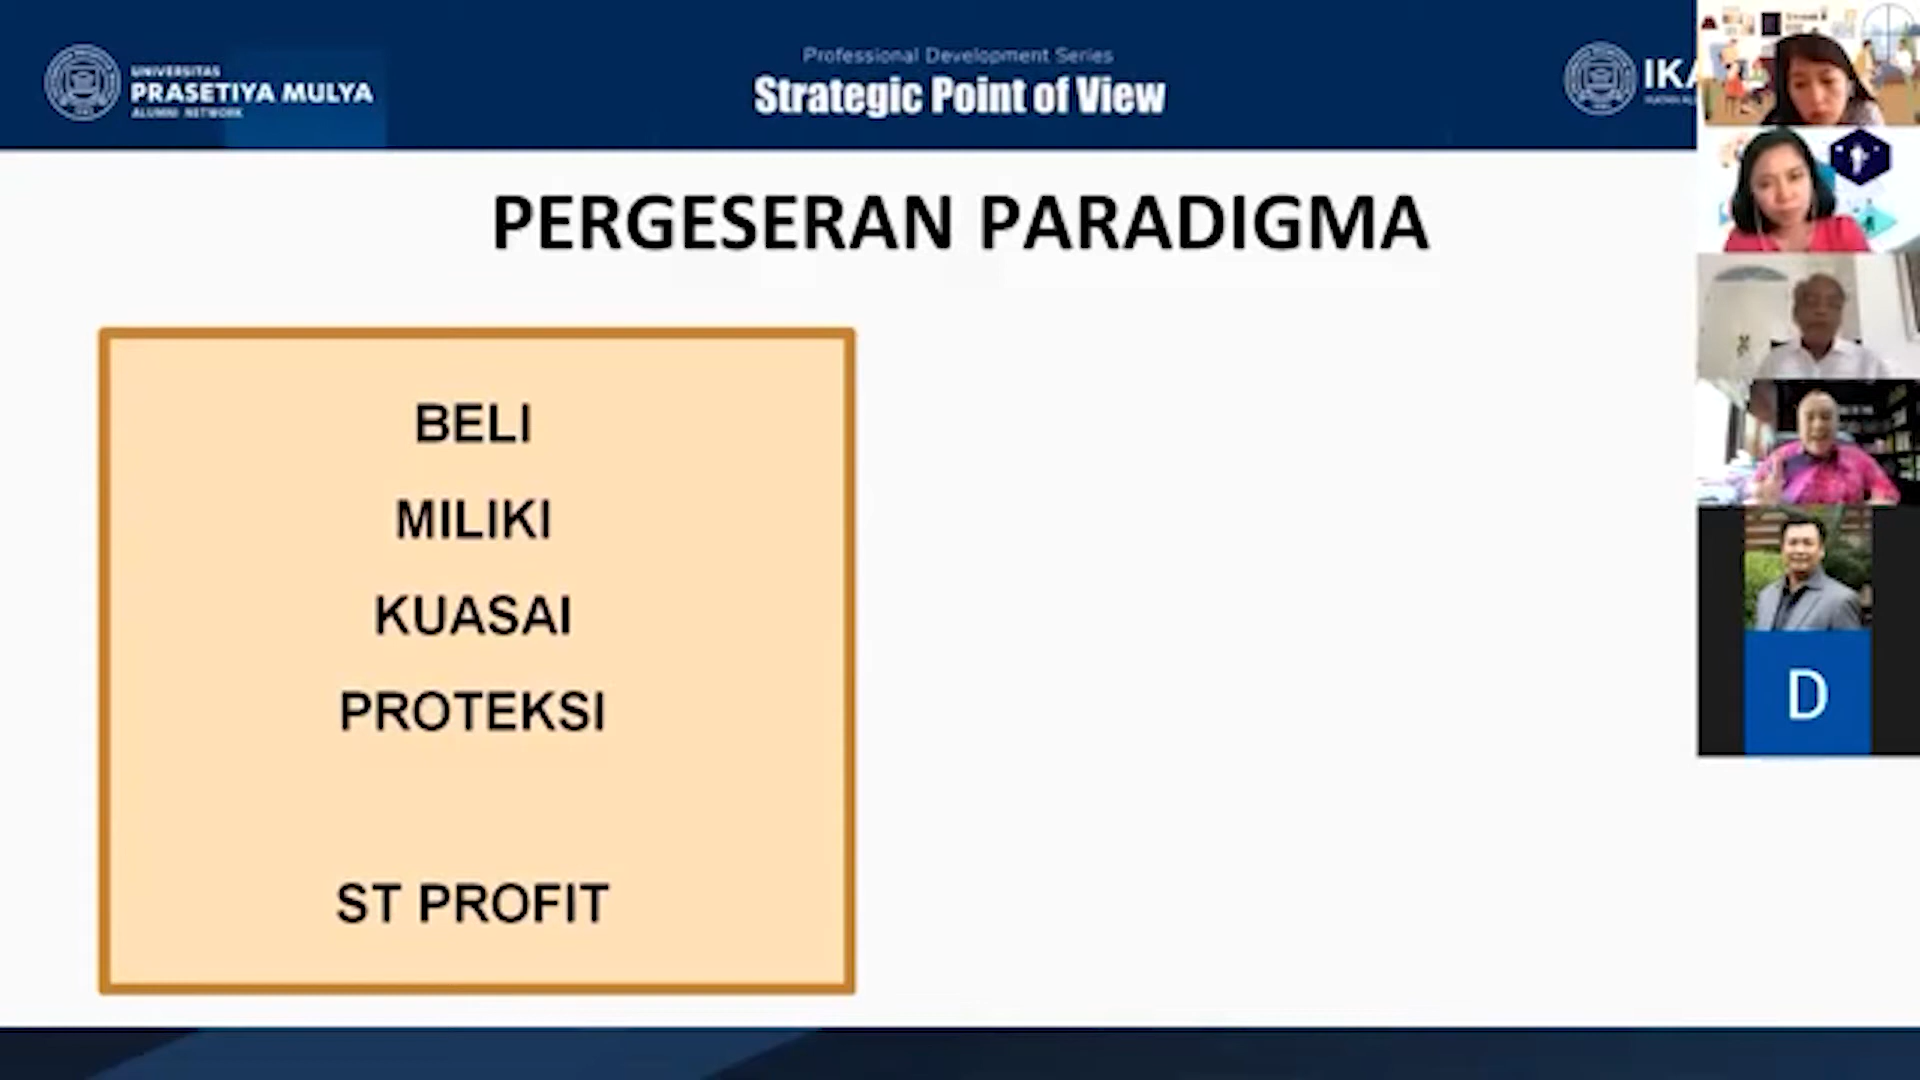 UNIVERSITAS
PRASETIYA MULYA
ALUMNI NETWORK
Professional Development Series
Strategic Point of View
PERGESERAN PARADIGMA
BELI
MILIKI
KUASAI
PROTEKSI
ST PROFIT
D